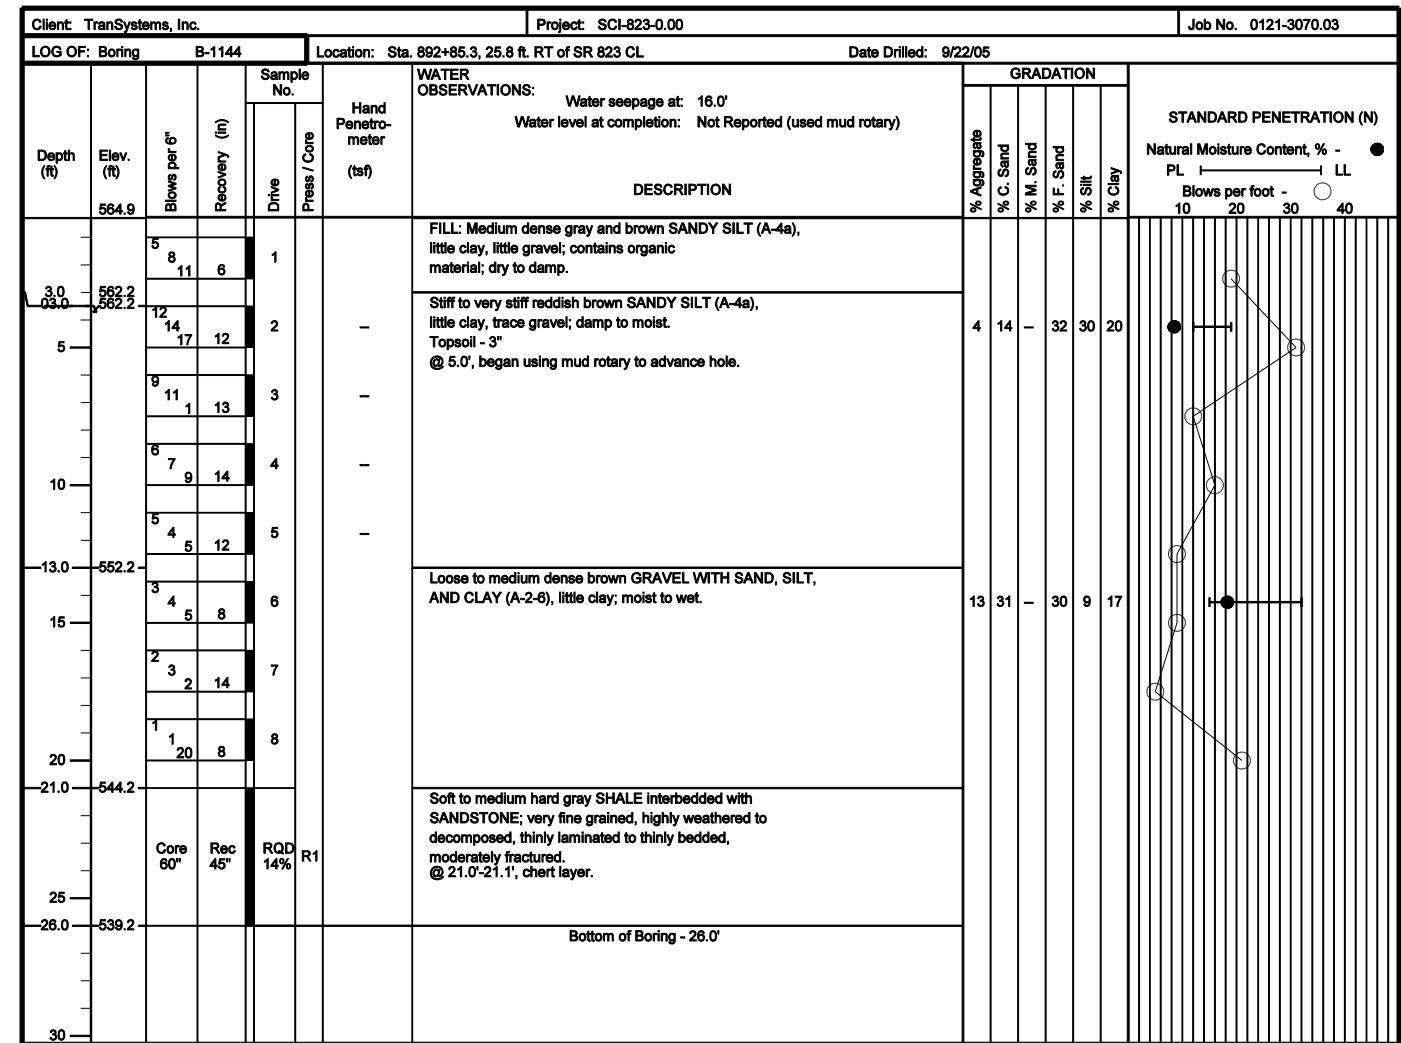 Client: TranSystems, Inc. Project: SCI-823-0.00 Job No. 0121-3070.03
LOG OF: Boring B-1144 Location: Sta. 892+85.3, 25.8 ft. RT of SR 823 CL Date Drilled: 9/22/05
Depth (ft)
Elev. (ft)
564.9
Blows per 6"
Recovery (in)
Sample No.
Drive
Press / Core
Hand Penetro-
meter
(tsf)
WATER
OBSERVATIONS:
Water seepage at: 16.0'
Water level at completion: Not Reported (used mud rotary)
DESCRIPTION
GRADATION
% Aggregate
% C. Sand
% M. Sand
% F. Sand
% Silt
% Clay
STANDARD PENETRATION (N)
Natural Moisture Content, % -
PL LL
Blows per foot -
10 20 30 40
FILL: Medium dense gray and brown SANDY SILT (A-4a),
little clay, little gravel; contains organic
material; dry to damp.
5 8 11 6 1
3.0 562.2
03.0 562.2
Stiff to very stiff reddish brown SANDY SILT (A-4a),
little clay, trace gravel; damp to moist.
Topsoil - 3"
@ 5.0', began using mud rotary to advance hole.
12 14 17 12 2 – 4 14 – 32 30 20
5
9 11 1 13 3 –
6 7 9 14 4 –
10
5 4 5 12 5 –
13.0 552.2
Loose to medium dense brown GRAVEL WITH SAND, SILT,
AND CLAY (A-2-6), little clay; moist to wet.
3 4 5 8 6 13 31 – 30 9 17
15
2 3 2 14 7
1 1 20 8 8
20
21.0 544.2
Soft to medium hard gray SHALE interbedded with
SANDSTONE; very fine grained, highly weathered to
decomposed, thinly laminated to thinly bedded,
moderately fractured.
@ 21.0'-21.1', chert layer.
Core Rec RQD R1
60" 45" 14%
25
26.0 539.2
Bottom of Boring - 26.0'
30